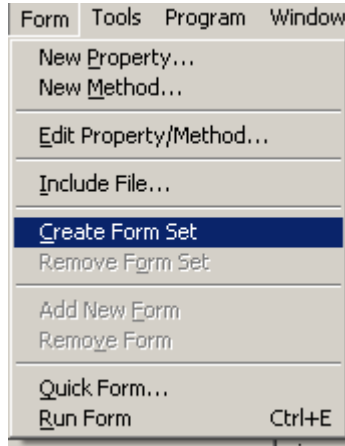 Form Tools Program Window
New Property...
New Method...
Edit Property/Method...
Include File...
Create Form Set
Remove Form Set
Add New Form
Remove Form
Quick Form...
Run Form Ctrl+E